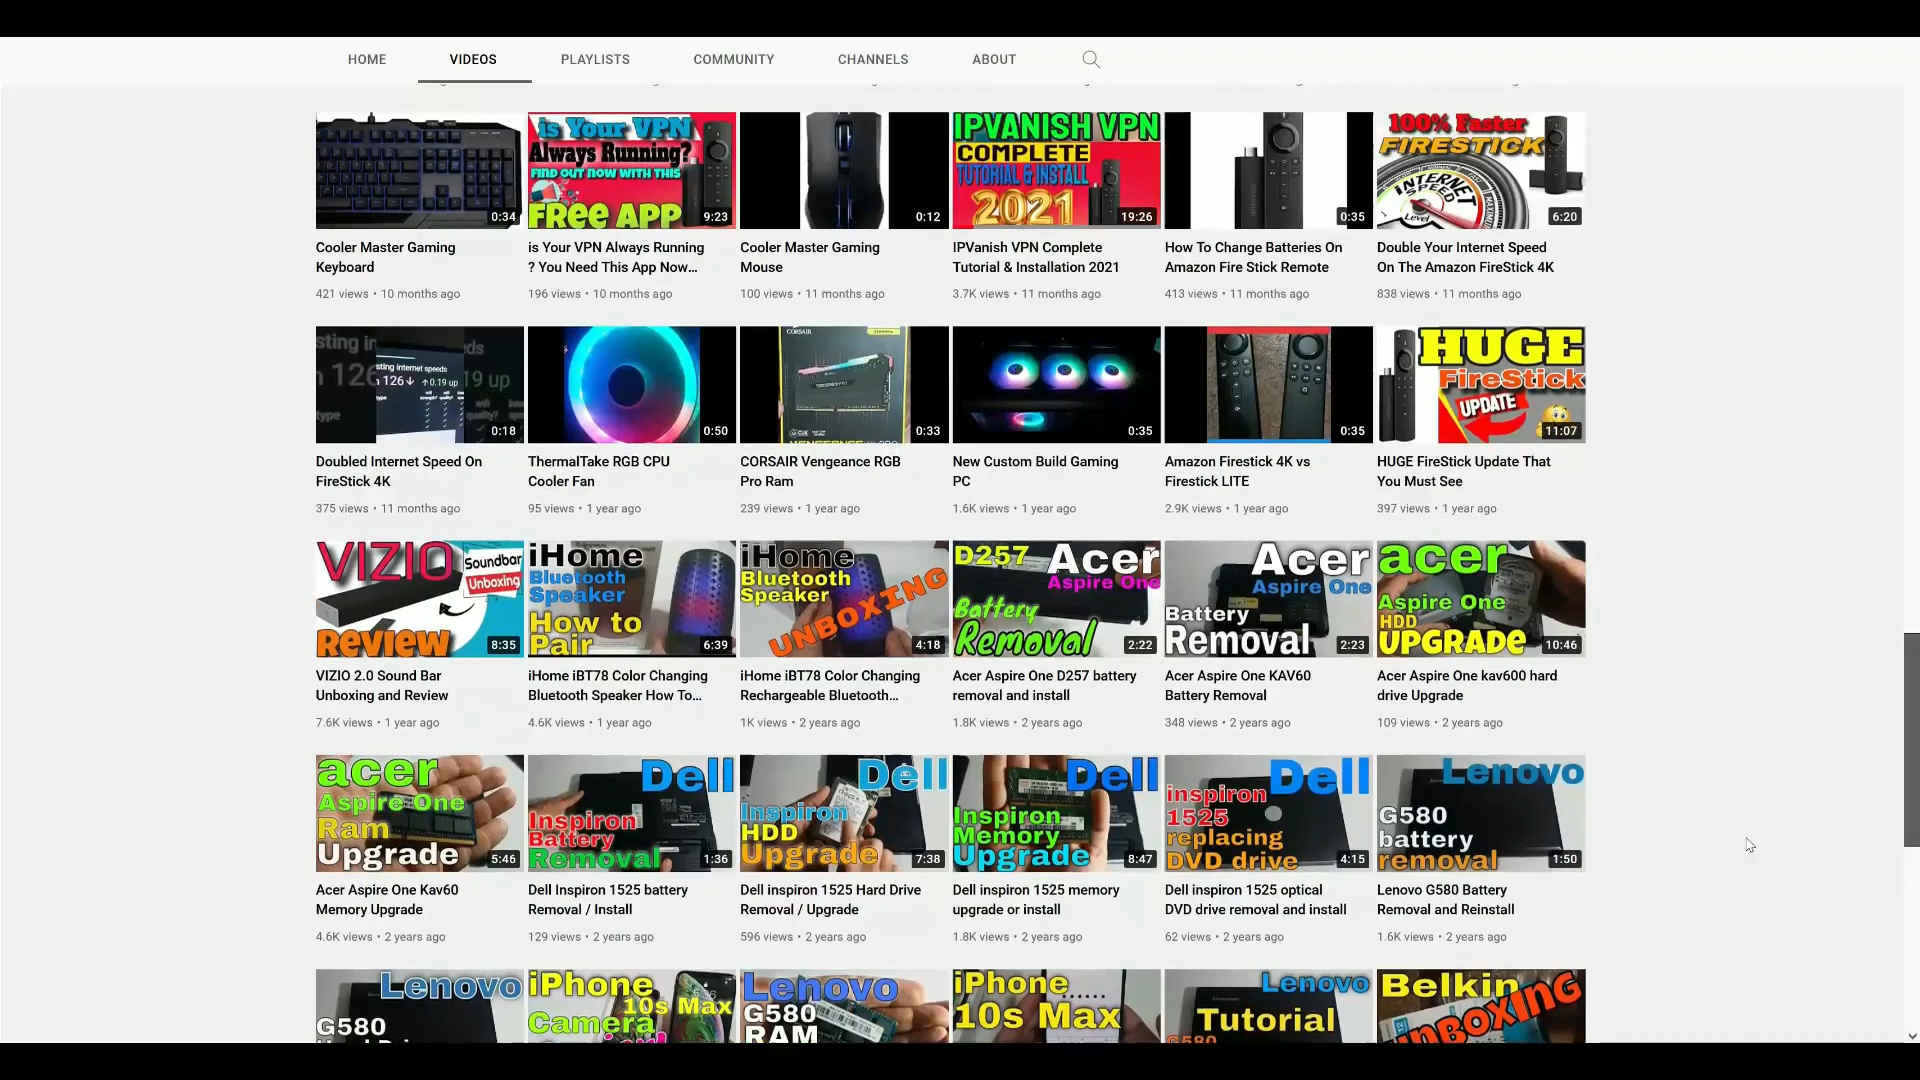 HOME VIDEOS PLAYLISTS COMMUNITY CHANNELS ABOUT
0:34
is Your VPN
Always Running?
FIND OUT NOW WITH THIS
FREE APP
9:23
0:12
IPVANISH VPN
COMPLETE
TUTORIAL & INSTALL
2021
19:26
0:35
100% Faster
FIRESTICK
INTERNET
SPEED
Level
MAXIMUM
6:20
Cooler Master Gaming
Keyboard
421 views • 10 months ago
is Your VPN Always Running
? You Need This App Now...
196 views • 10 months ago
Cooler Master Gaming
Mouse
100 views • 11 months ago
IPVanish VPN Complete
Tutorial & Installation 2021
3.7K views • 11 months ago
How To Change Batteries On
Amazon Fire Stick Remote
413 views • 11 months ago
Double Your Internet Speed
On The Amazon FireStick 4K
838 views • 11 months ago
sting internet speeds
126 ↓ ↑ 0.19 up
0:18
0:50
CORSAIR
0:33
0:35
0:35
HUGE
FireStick
UPDATE
11:07
Doubled Internet Speed On
FireStick 4K
375 views • 11 months ago
ThermalTake RGB CPU
Cooler Fan
95 views • 1 year ago
CORSAIR Vengeance RGB
Pro Ram
239 views • 1 year ago
New Custom Build Gaming
PC
1.6K views • 1 year ago
Amazon Firestick 4K vs
Firestick LITE
2.9K views • 1 year ago
HUGE FireStick Update That
You Must See
397 views • 1 year ago
VIZIO
Soundbar
Unboxing
REVIEW
8:35
iHome
Bluetooth
Speaker
How to
Pair
6:39
iHome
Bluetooth
Speaker
UNBOXING
4:18
D257 Acer
Aspire One
Battery
Removal
2:22
Acer
Aspire One
Battery
Removal
2:23
acer
Aspire One
HDD
UPGRADE
10:46
VIZIO 2.0 Sound Bar
Unboxing and Review
7.6K views • 1 year ago
iHome iBT78 Color Changing
Bluetooth Speaker How To...
4.6K views • 1 year ago
iHome iBT78 Color Changing
Rechargeable Bluetooth...
1K views • 2 years ago
Acer Aspire One D257 battery
removal and install
1.8K views • 2 years ago
Acer Aspire One KAV60
Battery Removal
348 views • 2 years ago
Acer Aspire One kav600 hard
drive Upgrade
109 views • 2 years ago
acer
Aspire One
Ram
Upgrade
5:46
Dell
Inspiron
Battery
Removal
1:36
Dell
Inspiron
HDD
Upgrade
7:38
Dell
Inspiron
Memory
Upgrade
8:47
Dell
inspiron
1525
replacing
DVD drive
4:15
Lenovo
G580
battery
removal
1:50
Acer Aspire One Kav60
Memory Upgrade
4.6K views • 2 years ago
Dell Inspiron 1525 battery
Removal / Install
129 views • 2 years ago
Dell inspiron 1525 Hard Drive
Removal / Upgrade
596 views • 2 years ago
Dell inspiron 1525 memory
upgrade or install
1.8K views • 2 years ago
Dell inspiron 1525 optical
DVD drive removal and install
62 views • 2 years ago
Lenovo G580 Battery
Removal and Reinstall
1.6K views • 2 years ago
Lenovo
G580
iPhone
10s Max
Camera
Lenovo
G580
RAM
iPhone
10s Max
Lenovo
Tutorial
G580
Belkin
UNBOXING